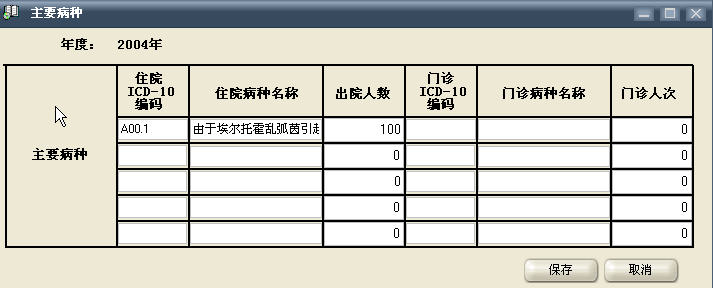 主要病种
年度： 2004年
住院
ICD-10
编码
住院病种名称
出院人数
门诊
ICD-10
编码
门诊病种名称
门诊人次
主要病种
A00.1 由于埃尔托霍乱弧菌引起 100 0
0 0
0 0
0 0
0 0
保存 取消